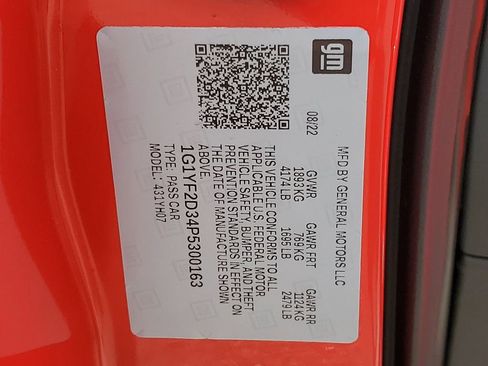 gm
MFD BY GENERAL MOTORS LLC
08/22 GVWR GAWR FRT GAWR RR
1893 KG 769 KG 1124 KG
4174 LB 1695 LB 2479 LB
THIS VEHICLE CONFORMS TO ALL
APPLICABLE U.S. FEDERAL MOTOR
VEHICLE SAFETY, BUMPER, AND THEFT
PREVENTION STANDARDS IN EFFECT ON
THE DATE OF MANUFACTURE SHOWN
ABOVE.
1G1YF2D34P5300163
TYPE: PASS CAR
MODEL: 431YH07